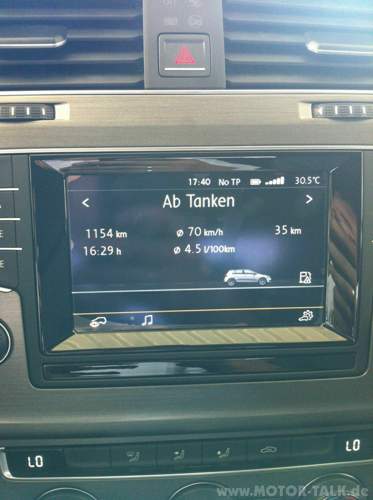 17:40 No TP 30.5°C
< Ab Tanken >
1154 km ø 70 km/h 35 km
16:29 h ø 4.5 l/100km
LO LO
© www.MOTOR-TALK.de